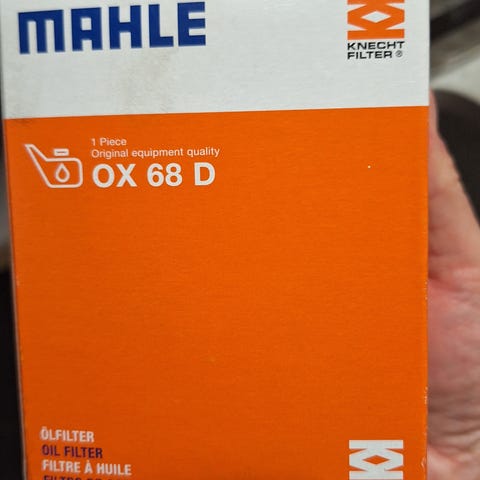 MAHLE
KNECHT
FILTER®
1 Piece
Original equipment quality
OX 68 D
ÖLFILTER
OIL FILTER
FILTRE À HUILE